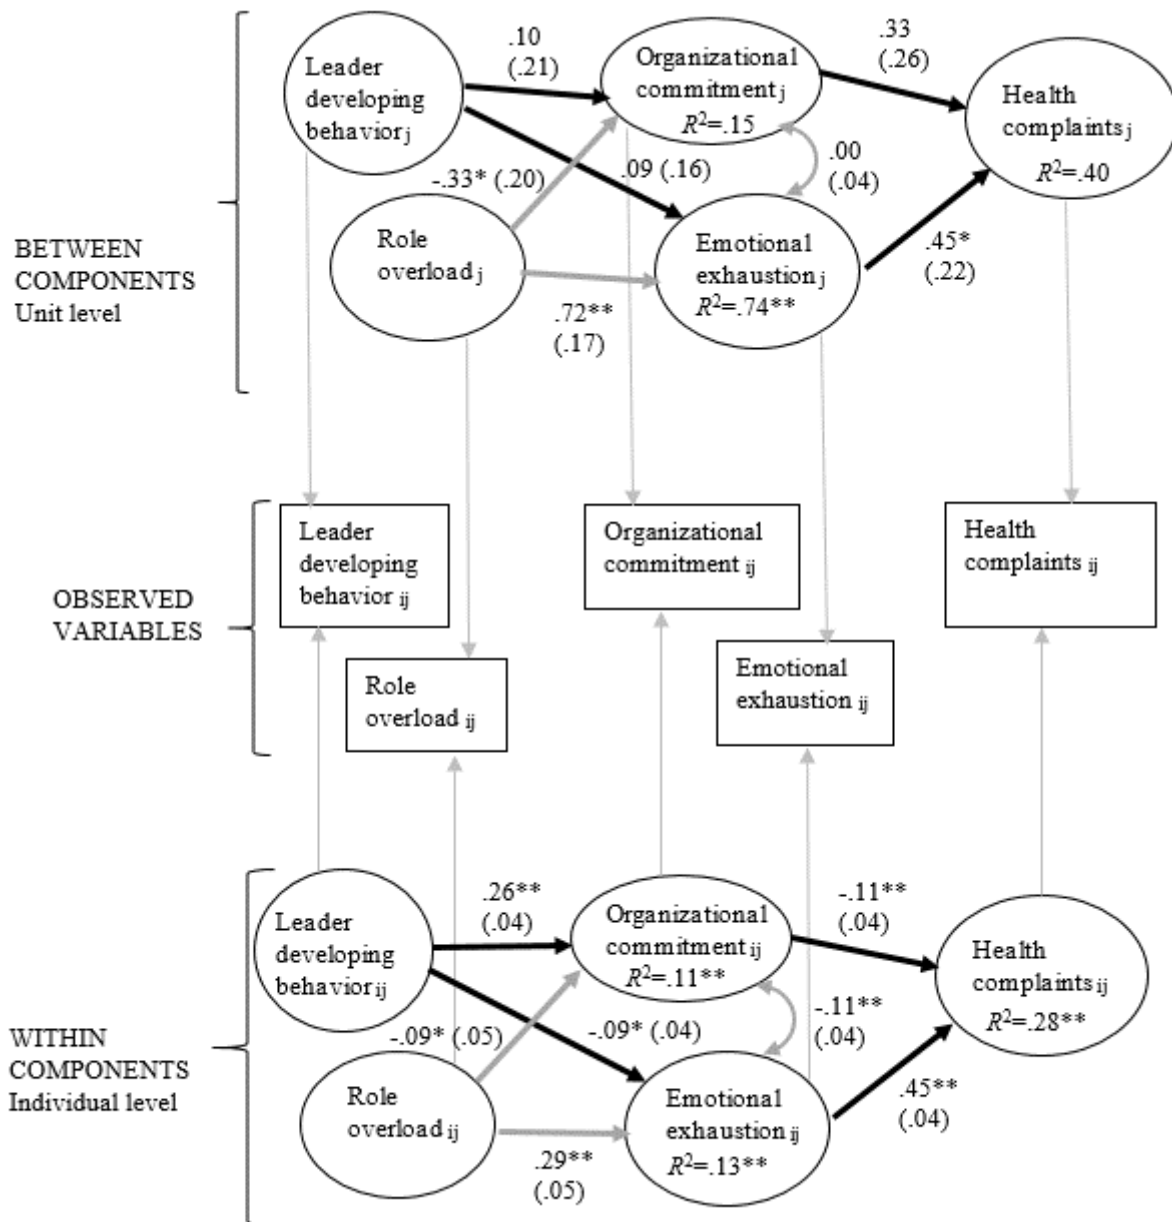 Leader
developing
behavior j
.10
(.21)
Organizational
commitment j
R²=.15
.33
(.26)
Health
complaints j
R²=.40
-.33* (.20)
.09 (.16)
.00
(.04)
BETWEEN
COMPONENTS
Unit level
Role
overload j
Emotional
exhaustion j
R²=.74**
.72**
(.17)
.45*
(.22)
OBSERVED
VARIABLES
Leader
developing
behavior ij
Organizational
commitment ij
Health
complaints ij
Role
overload ij
Emotional
exhaustion ij
WITHIN
COMPONENTS
Individual level
Leader
developing
behavior ij
.26**
(.04)
Organizational
commitment ij
R²=.11**
-.11**
(.04)
Health
complaints ij
R²=.28**
-.09* (.05)
-.09* (.04)
-.11**
(.04)
Role
overload ij
.29**
(.05)
Emotional
exhaustion ij
R²=.13**
.45**
(.04)